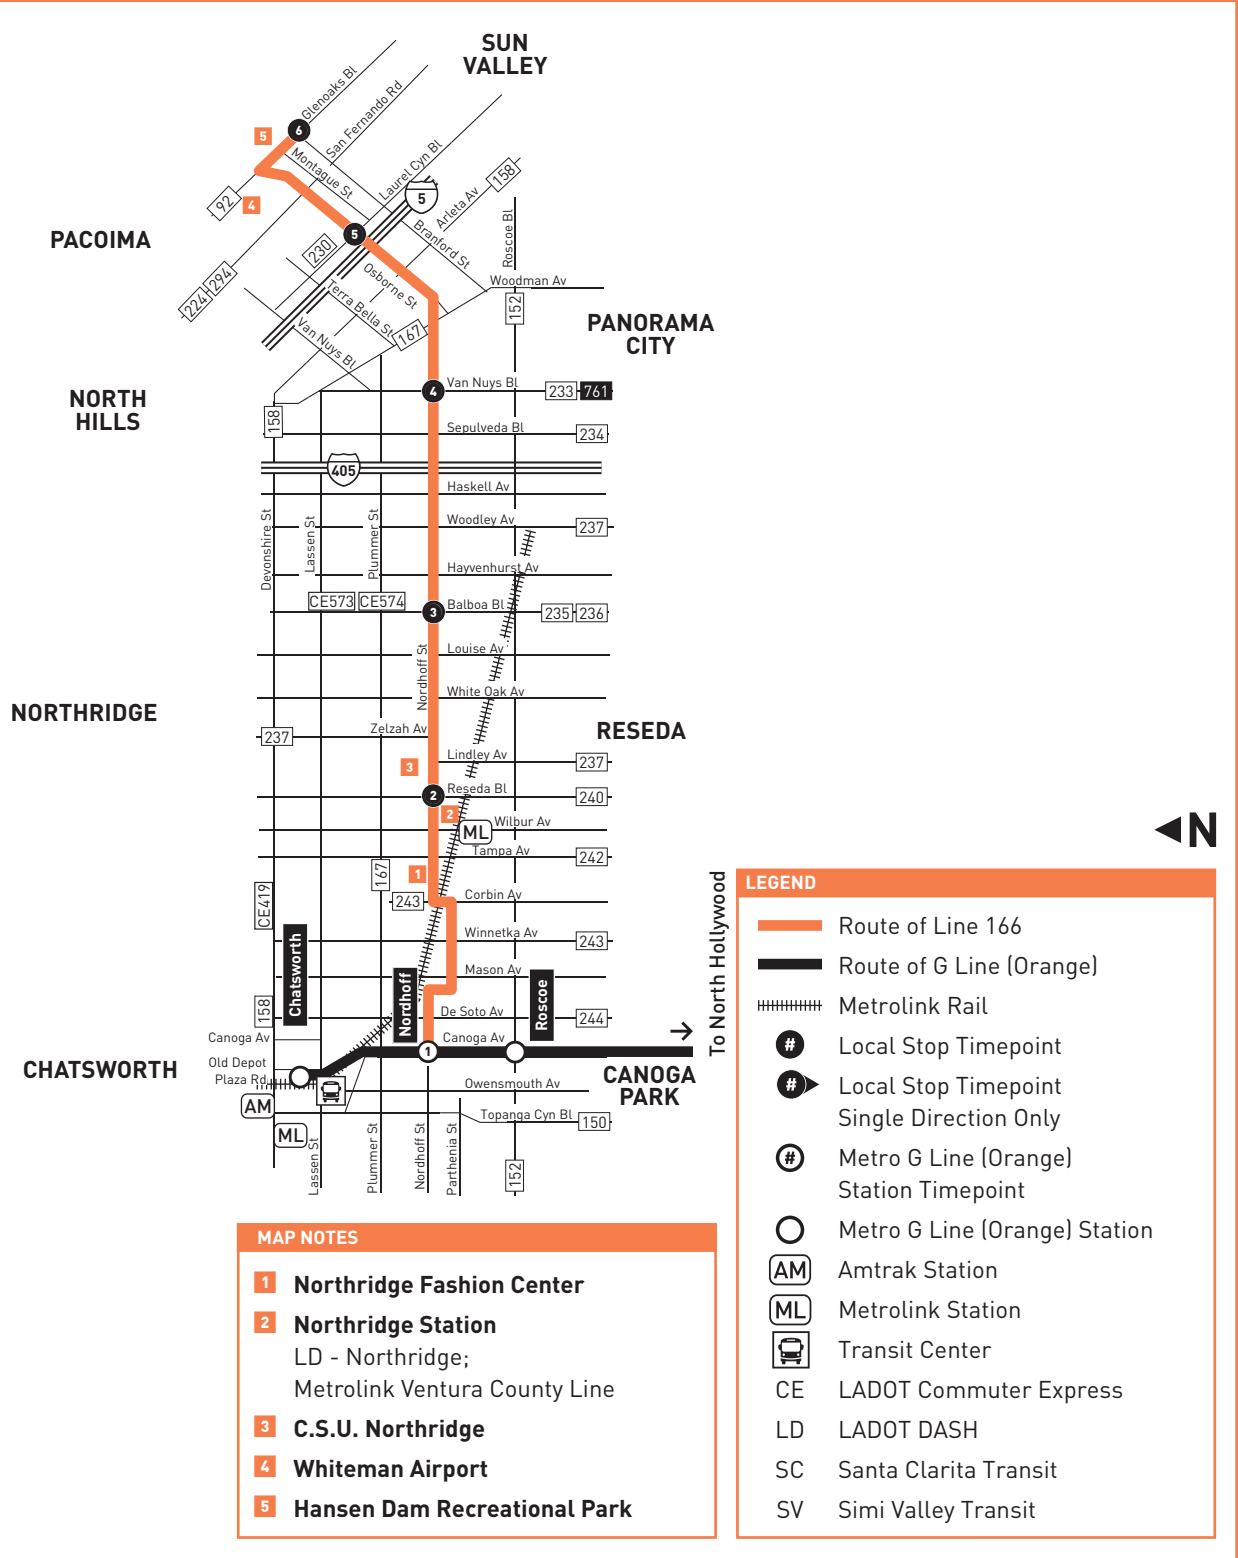 SUN
VALLEY
Glenoaks Bl
6
5
San Fernando Rd
Montague St
Laurel Cyn Bl
158
92
4
5
Arleta Av
PACOIMA
5
230
Branford St
Roscoe Bl
Osborne St
224
294
Terra Bella St
Woodman Av
152
167
Van Nuys Bl
PANORAMA
CITY
NORTH
HILLS
4
Van Nuys Bl
233
761
158
Sepulveda Bl
234
405
Haskell Av
Devonshire St
Lassen St
Plummer St
Woodley Av
237
Hayvenhurst Av
CE573
CE574
3
Balboa Bl
235
236
Nordhoff St
Louise Av
White Oak Av
NORTHRIDGE
237
Zelzah Av
RESEDA
3
Lindley Av
237
2
Reseda Bl
240
2
Wilbur Av
ML
Tampa Av
242
167
1
CE419
243
Corbin Av
Chatsworth
Winnetka Av
243
Nordhoff
Mason Av
Roscoe
158
De Soto Av
244
Canoga Av
Canoga Av
1
To North Hollywood
CHATSWORTH
Old Depot
Plaza Rd
CANOGA
PARK
Owensmouth Av
AM
ML
Topanga Cyn Bl
150
Lassen St
Plummer St
Nordhoff St
Parthenia St
152
N
MAP NOTES
1 Northridge Fashion Center
2 Northridge Station
LD - Northridge;
Metrolink Ventura County Line
3 C.S.U. Northridge
4 Whiteman Airport
5 Hansen Dam Recreational Park
LEGEND
Route of Line 166
Route of G Line (Orange)
Metrolink Rail
# Local Stop Timepoint
# Local Stop Timepoint
Single Direction Only
# Metro G Line (Orange)
Station Timepoint
Metro G Line (Orange) Station
AM Amtrak Station
ML Metrolink Station
Transit Center
CE LADOT Commuter Express
LD LADOT DASH
SC Santa Clarita Transit
SV Simi Valley Transit